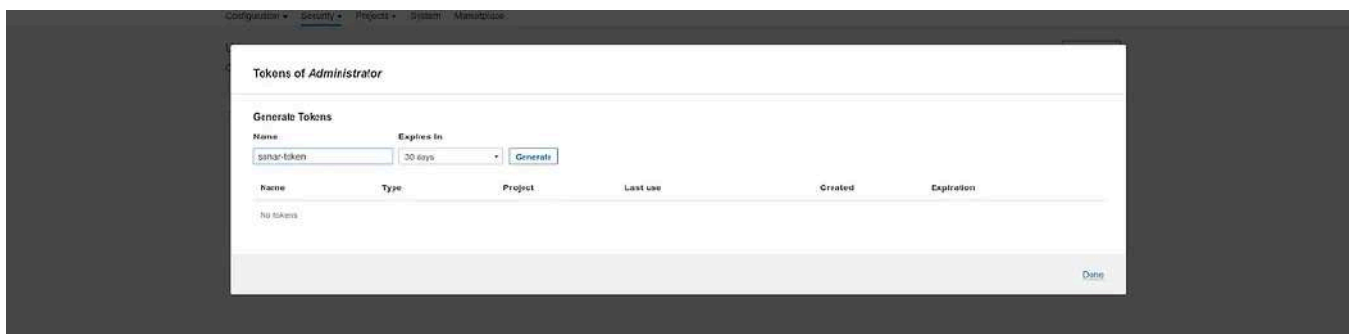 Configuration Security Projects System Marketplace
Tokens of Administrator
Generate Tokens
Name Expires In
sonar-token 30 days Generate
Name Type Project Last use Created Expiration
No tokens
Done